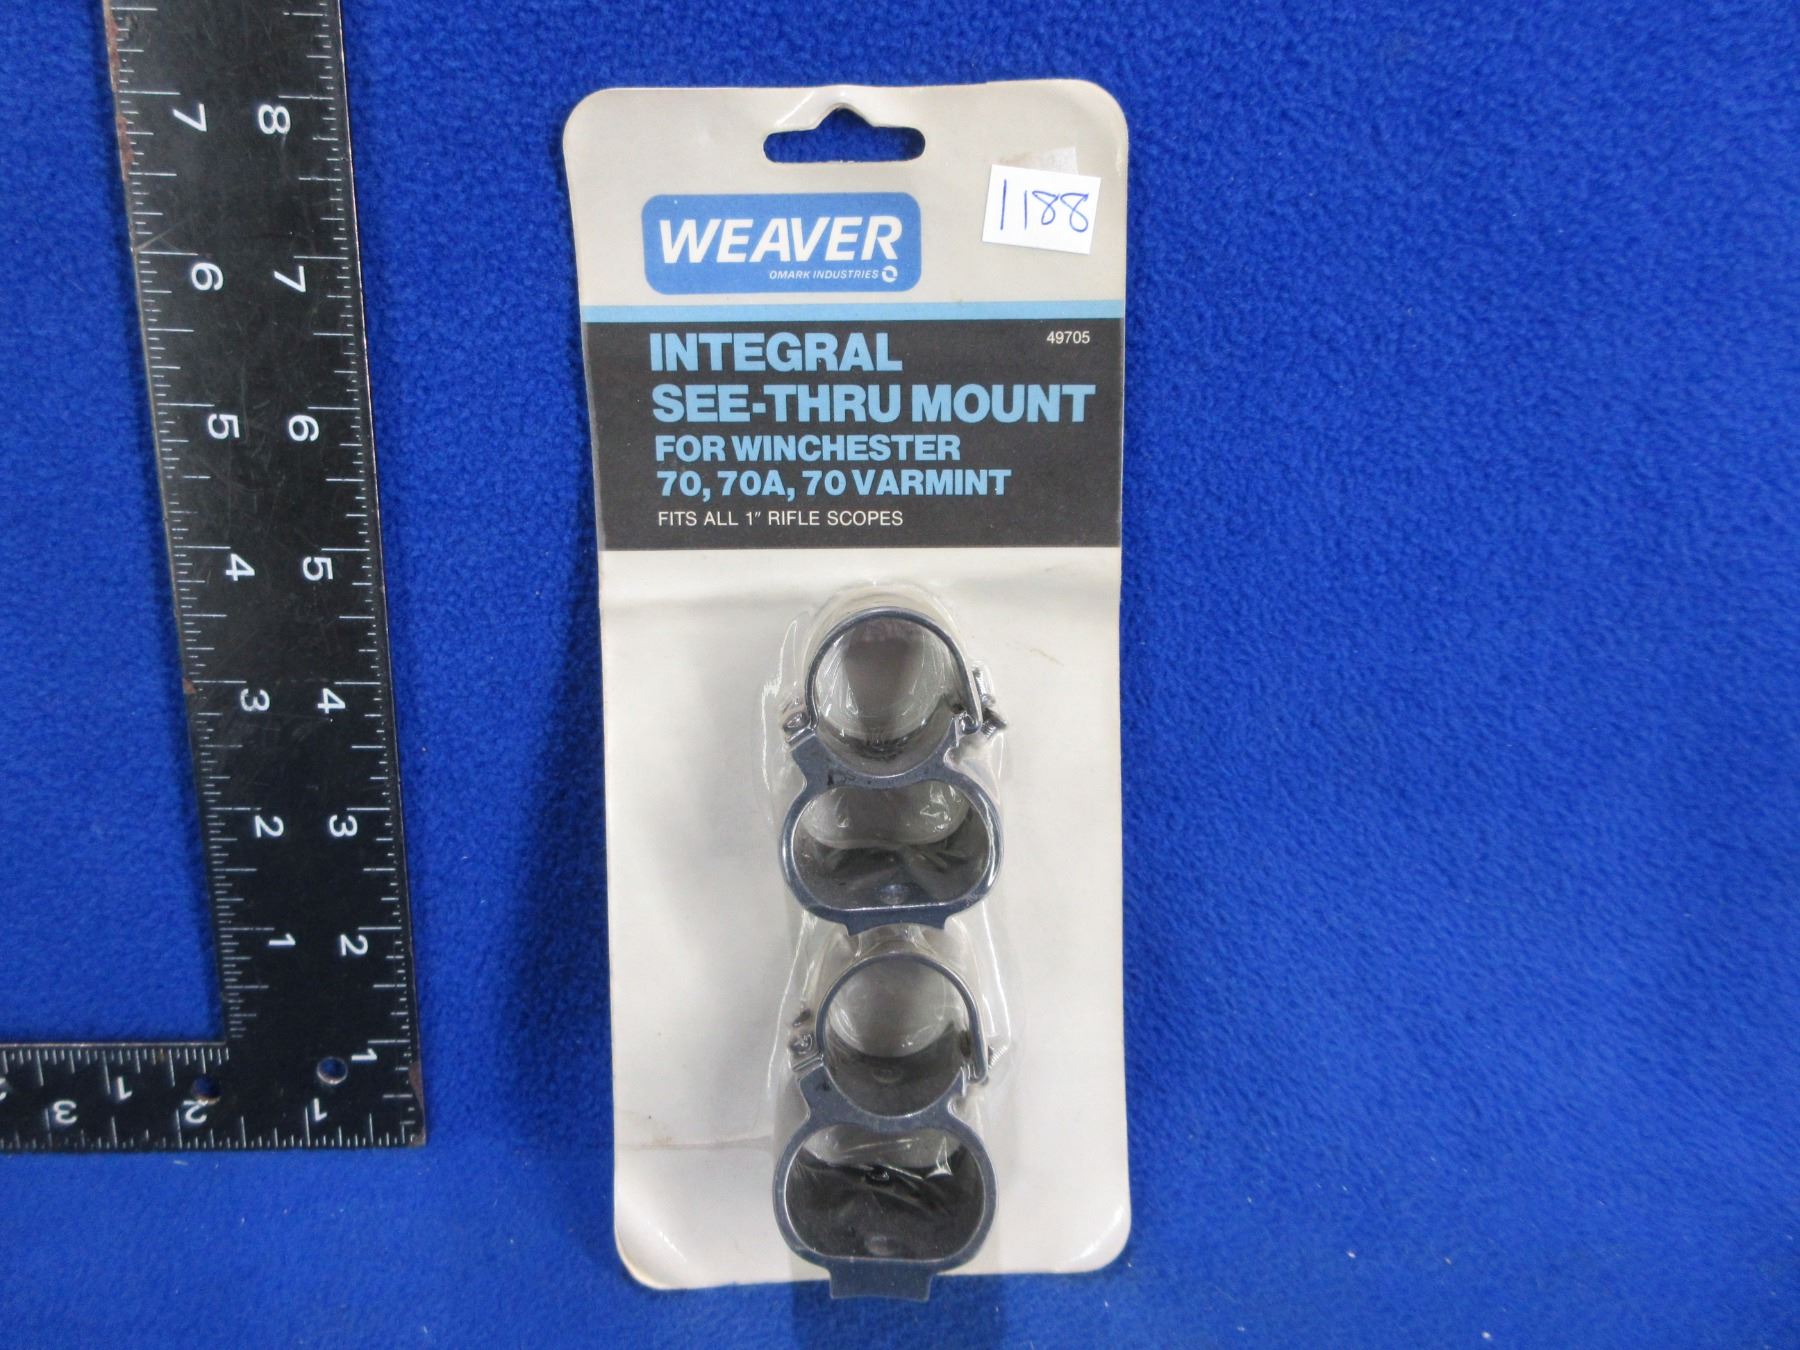 1188
WEAVER
OMARK INDUSTRIES
49705
INTEGRAL
SEE-THRU MOUNT
FOR WINCHESTER
70, 70A, 70 VARMINT
FITS ALL 1" RIFLE SCOPES
7 8
6 7
5 6
4 5
3 4
2 3
1 2
1
3 1 2 1